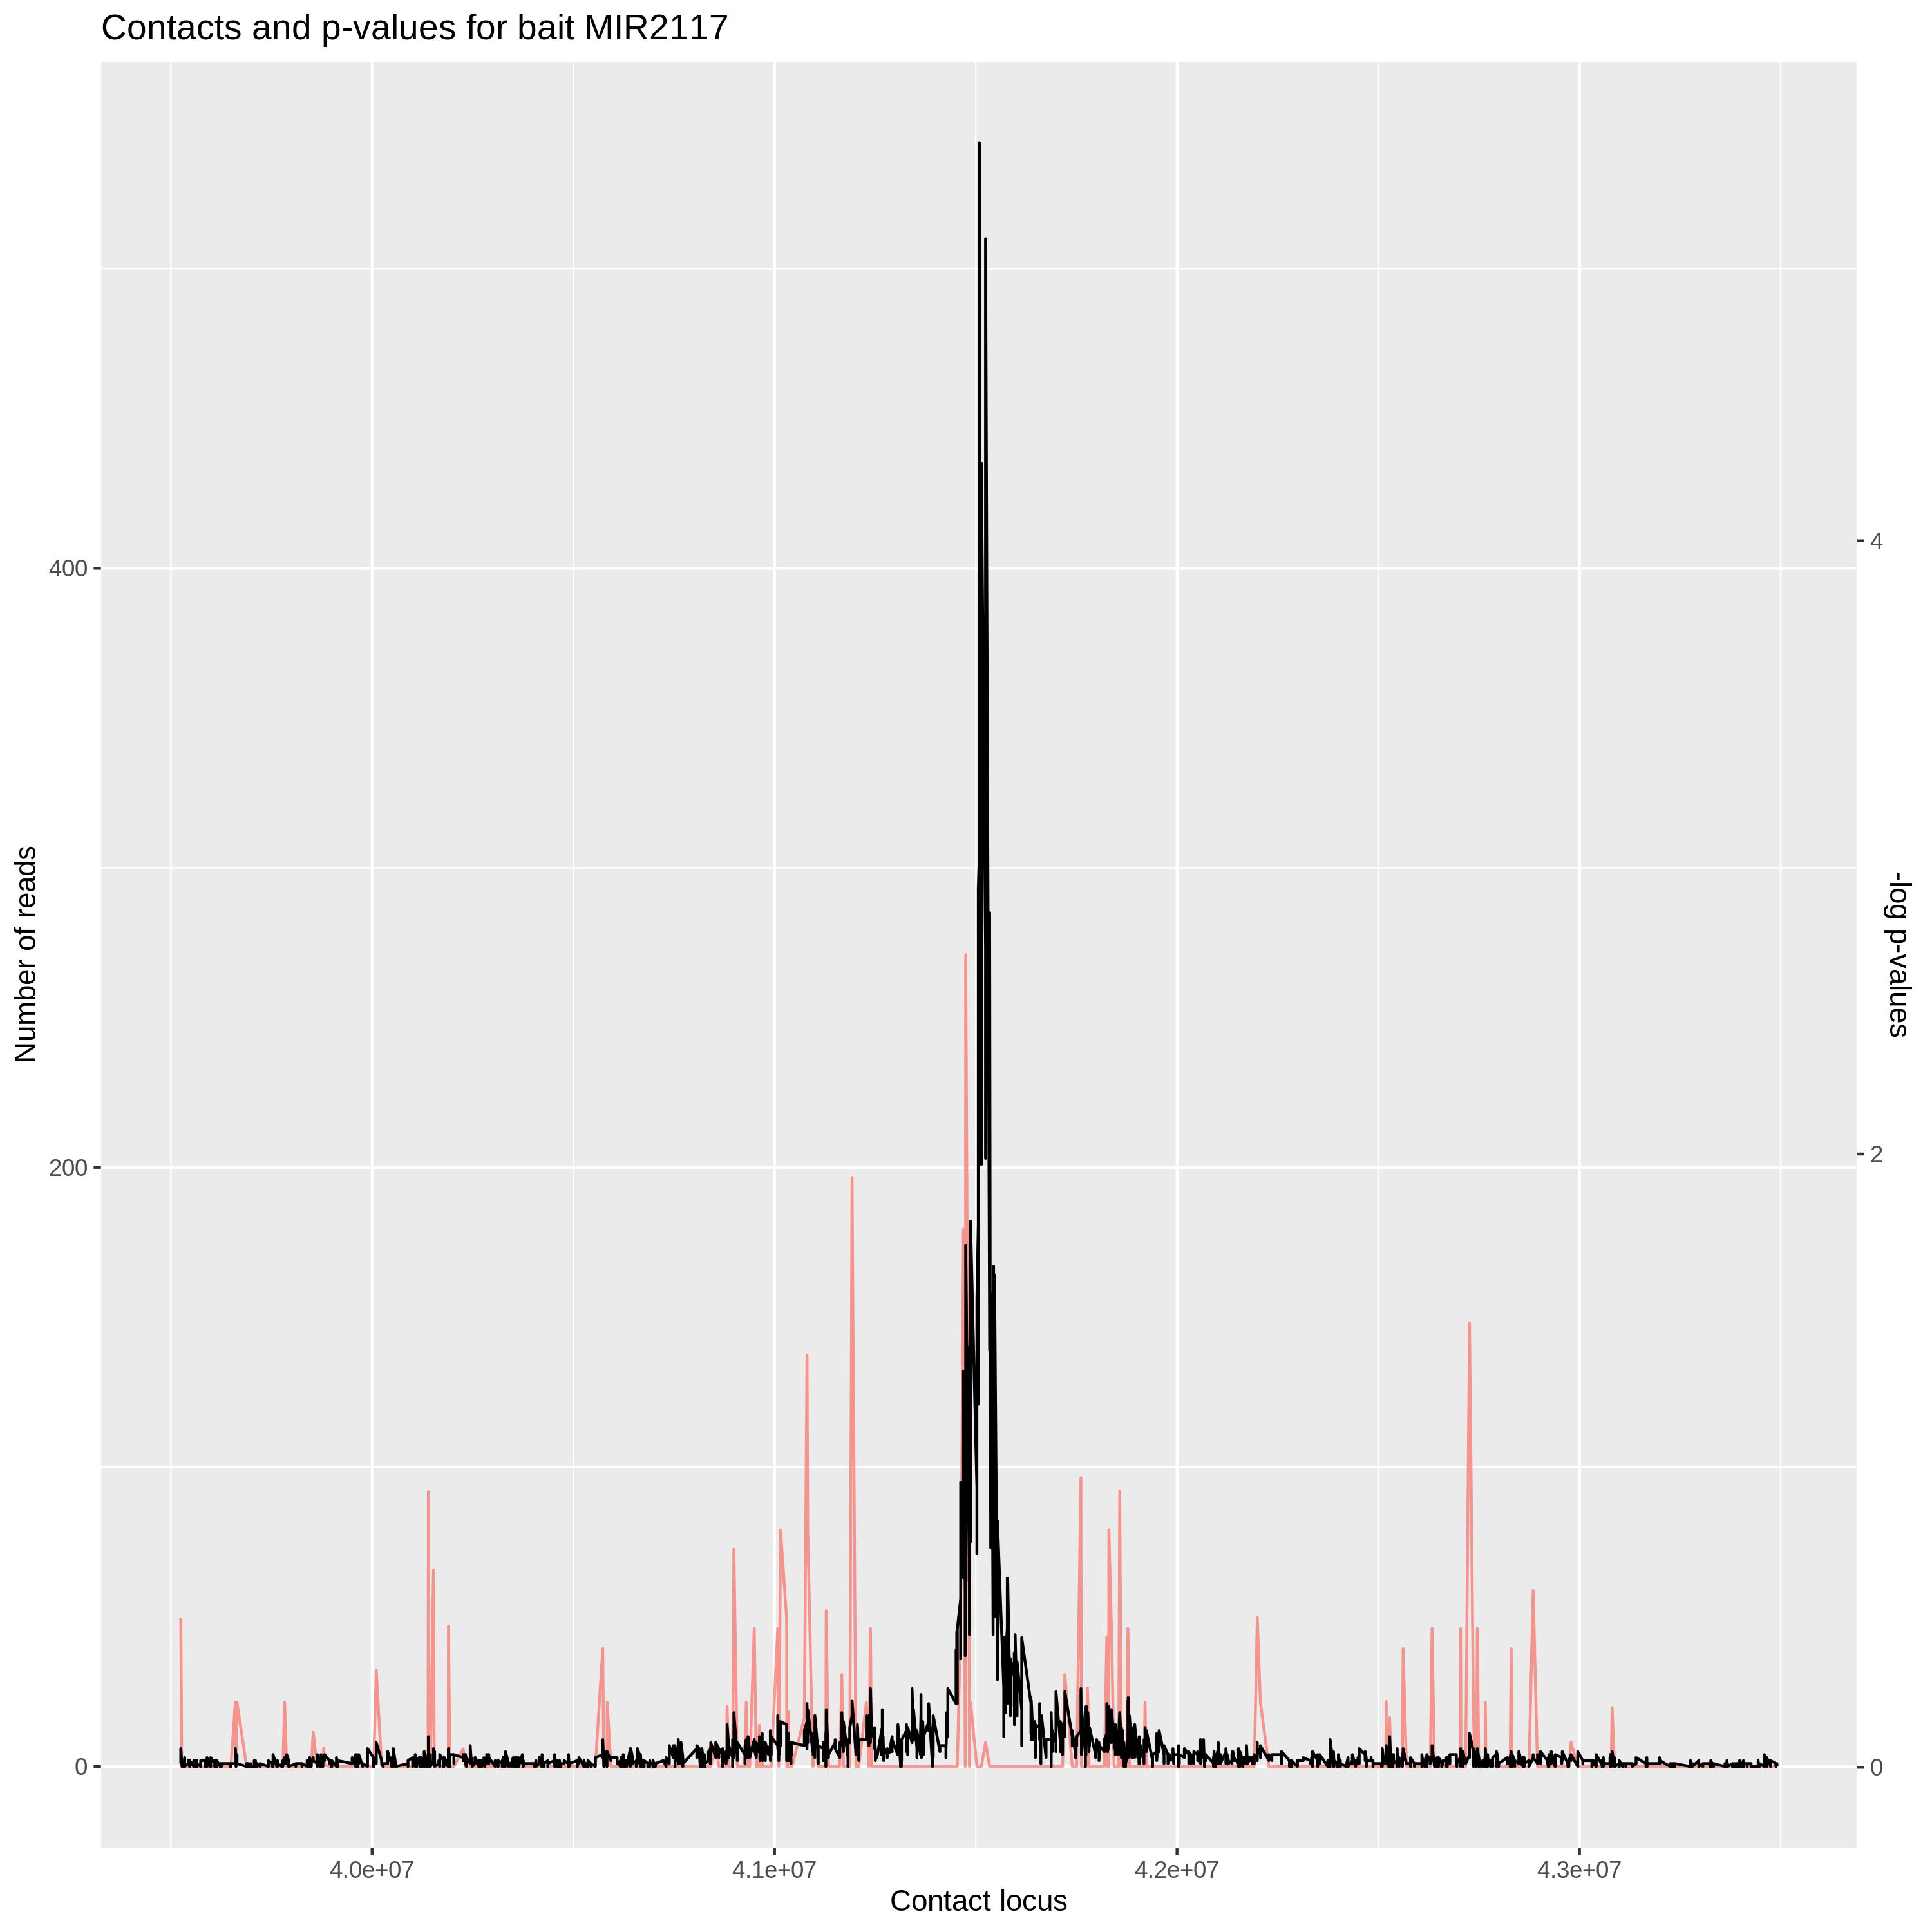 Contacts and p-values for bait MIR2117
Number of reads
400
200
0
4
2
0
-log p-values
4.0e+07
4.1e+07
4.2e+07
4.3e+07
Contact locus